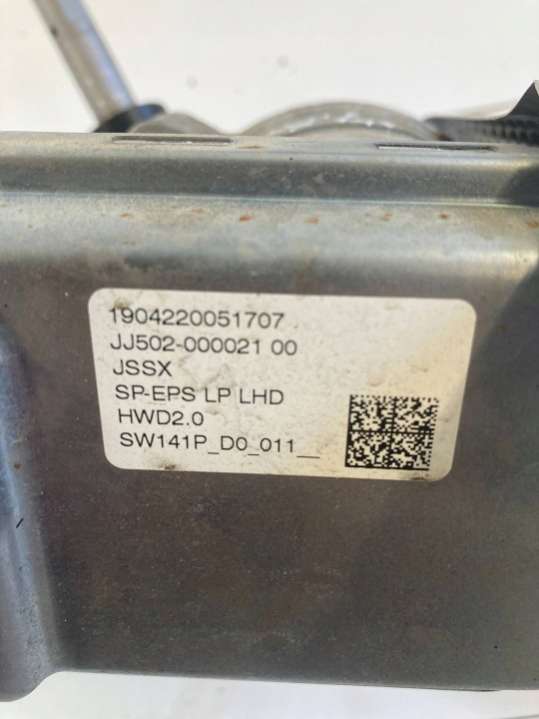 1904220051707
JJ502-000021 00
JSSX
SP-EPS LP LHD
HWD2.0
SW141P_D0_011__